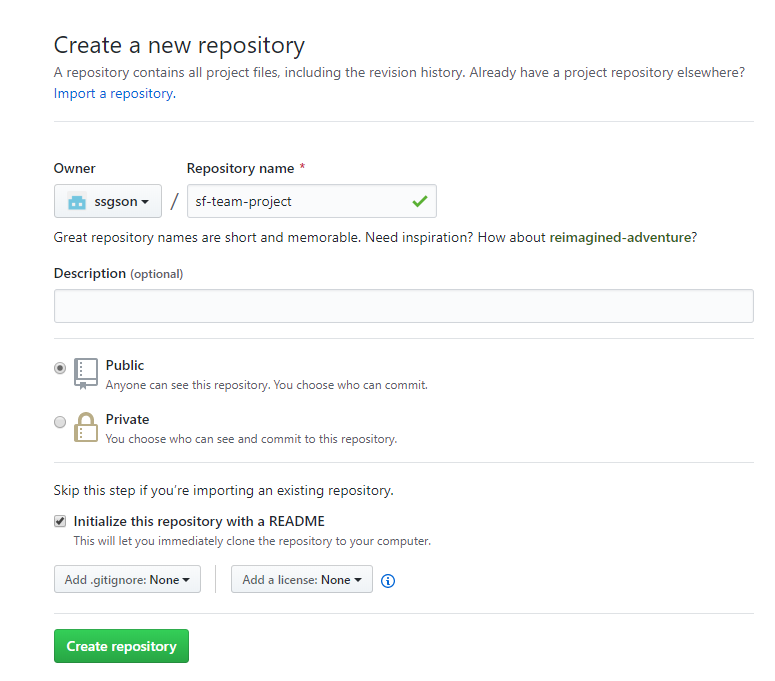 Create a new repository
A repository contains all project files, including the revision history. Already have a project repository elsewhere?
Import a repository.
Owner
Repository name *
ssgson
/
sf-team-project
Great repository names are short and memorable. Need inspiration? How about reimagined-adventure?
Description (optional)
Public
Anyone can see this repository. You choose who can commit.
Private
You choose who can see and commit to this repository.
Skip this step if you’re importing an existing repository.
Initialize this repository with a README
This will let you immediately clone the repository to your computer.
Add .gitignore: None
Add a license: None
Create repository